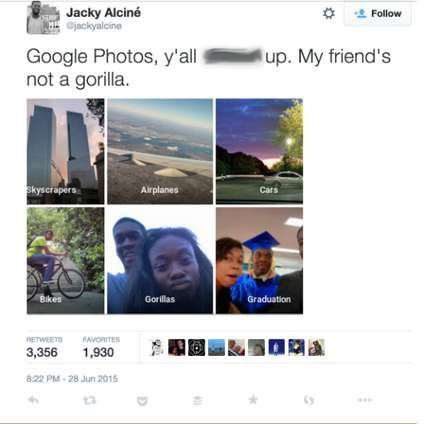 Jacky Alciné
@jackyalcine
Follow
Google Photos, y'all up. My friend's
not a gorilla.
Skyscrapers
Airplanes
Cars
Bikes
Gorillas
Graduation
RETWEETS
FAVORITES
3,356
1,930
8:22 PM - 28 Jun 2015